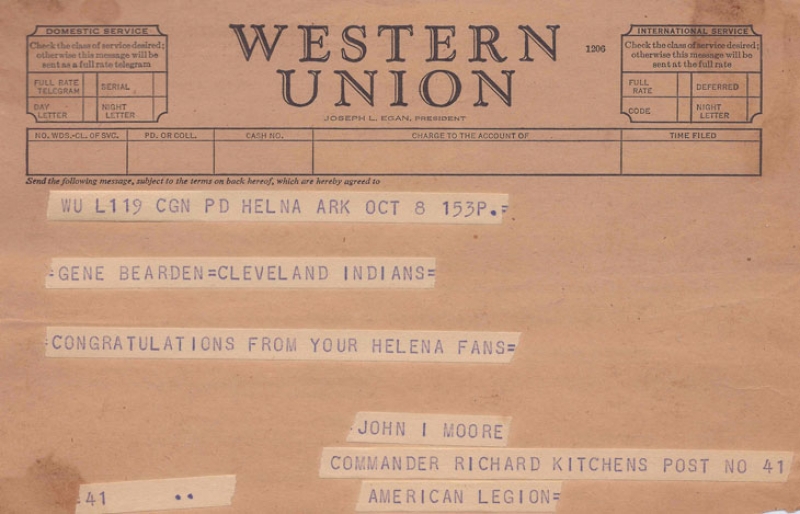 DOMESTIC SERVICE
Check the class of service desired;
otherwise this message will be
sent as a full rate telegram
FULL RATE TELEGRAM
SERIAL
DAY LETTER
NIGHT LETTER
WESTERN
UNION
1206
JOSEPH L. EGAN, PRESIDENT
INTERNATIONAL SERVICE
Check the class of service desired;
otherwise this message will be
sent at the full rate
FULL RATE
DEFERRED
CODE
NIGHT LETTER
NO. WDS.-CL. OF SVC.
PD. OR COLL.
CASH NO.
CHARGE TO THE ACCOUNT OF
TIME FILED
Send the following message, subject to the terms on back hereof, which are hereby agreed to
WU L119 CGN PD HELNA ARK OCT 8 153P.=
=GENE BEARDEN=CLEVELAND INDIANS=
=CONGRATULATIONS FROM YOUR HELENA FANS=
JOHN I MOORE
COMMANDER RICHARD KITCHENS POST NO 41
AMERICAN LEGION=
41 ..